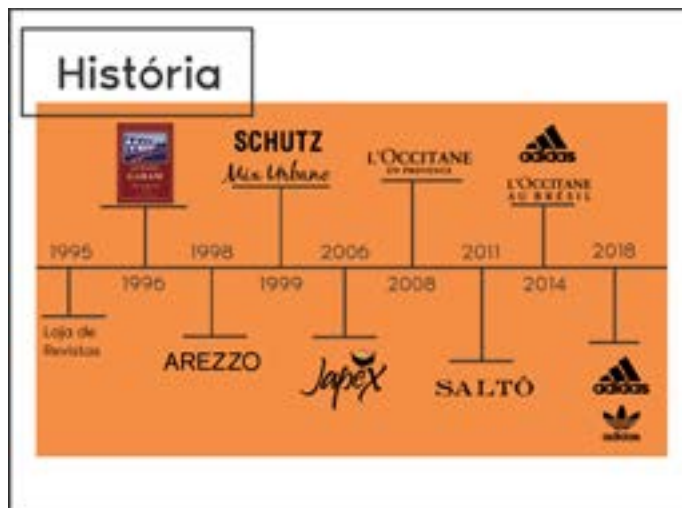 História
SCHUTZ
Mix Urbano
L'OCCITANE
EN PROVENCE
adidas
L'OCCITANE
AU BRÉSIL
1995
1998
2006
2011
2018
1996
1999
2008
2014
Loja de
Revistas
AREZZO
Japex
SALTÔ
adidas
adidas